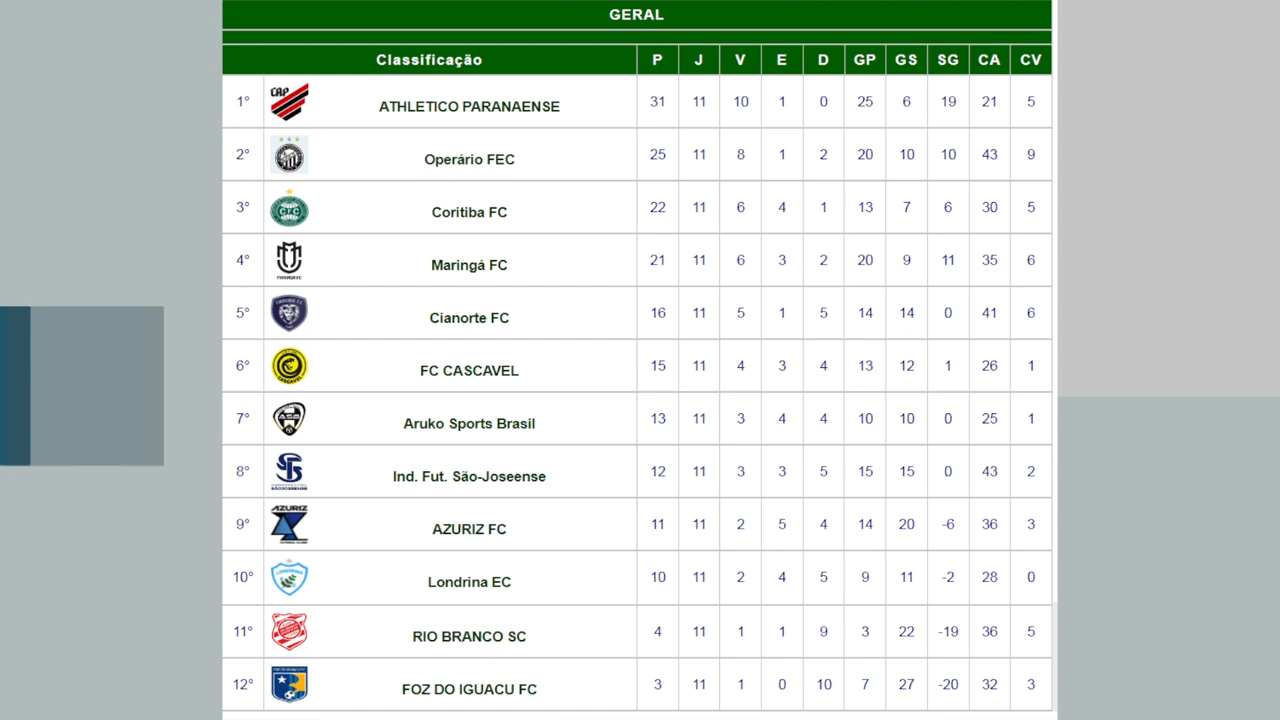 GERAL
Classificação P J V E D GP GS SG CA CV
1° CAP ATHLETICO PARANAENSE 31 11 10 1 0 25 6 19 21 5
2° Operário FEC 25 11 8 1 2 20 10 10 43 9
3° CFC Coritiba FC 22 11 6 4 1 13 7 6 30 5
4° MARINGÁ FC Maringá FC 21 11 6 3 2 20 9 11 35 6
5° Cianorte FC 16 11 5 1 5 14 14 0 41 6
6° CASCAVEL FC CASCAVEL 15 11 4 3 4 13 12 1 26 1
7° Aruko Sports Brasil 13 11 3 4 4 10 10 0 25 1
8° SÃOJOSEENSE Ind. Fut. São-Joseense 12 11 3 3 5 15 15 0 43 2
9° AZURIZ AZURIZ FC 11 11 2 5 4 14 20 -6 36 3
10° LONDRINA Londrina EC 10 11 2 4 5 9 11 -2 28 0
11° RIO BRANCO SC 4 11 1 1 9 3 22 -19 36 5
12° FOZ DO IGUACU FC 3 11 1 0 10 7 27 -20 32 3